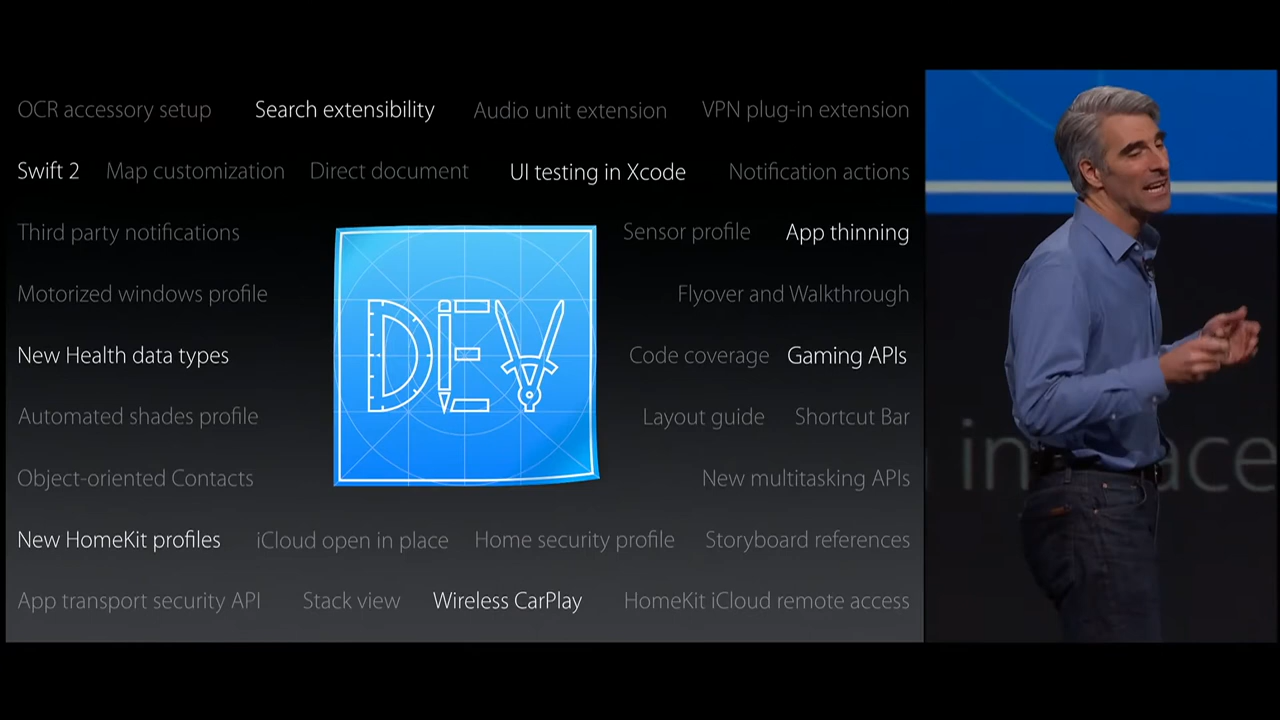 OCR accessory setup Search extensibility Audio unit extension VPN plug-in extension
Swift 2 Map customization Direct document UI testing in Xcode Notification actions
Third party notifications Sensor profile App thinning
Motorized windows profile Flyover and Walkthrough
New Health data types DEV Code coverage Gaming APIs
Automated shades profile Layout guide Shortcut Bar
Object-oriented Contacts New multitasking APIs
New HomeKit profiles iCloud open in place Home security profile Storyboard references
App transport security API Stack view Wireless CarPlay HomeKit iCloud remote access
in